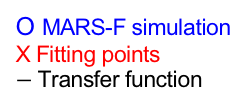 O MARS-F simulation
X Fitting points
– Transfer function